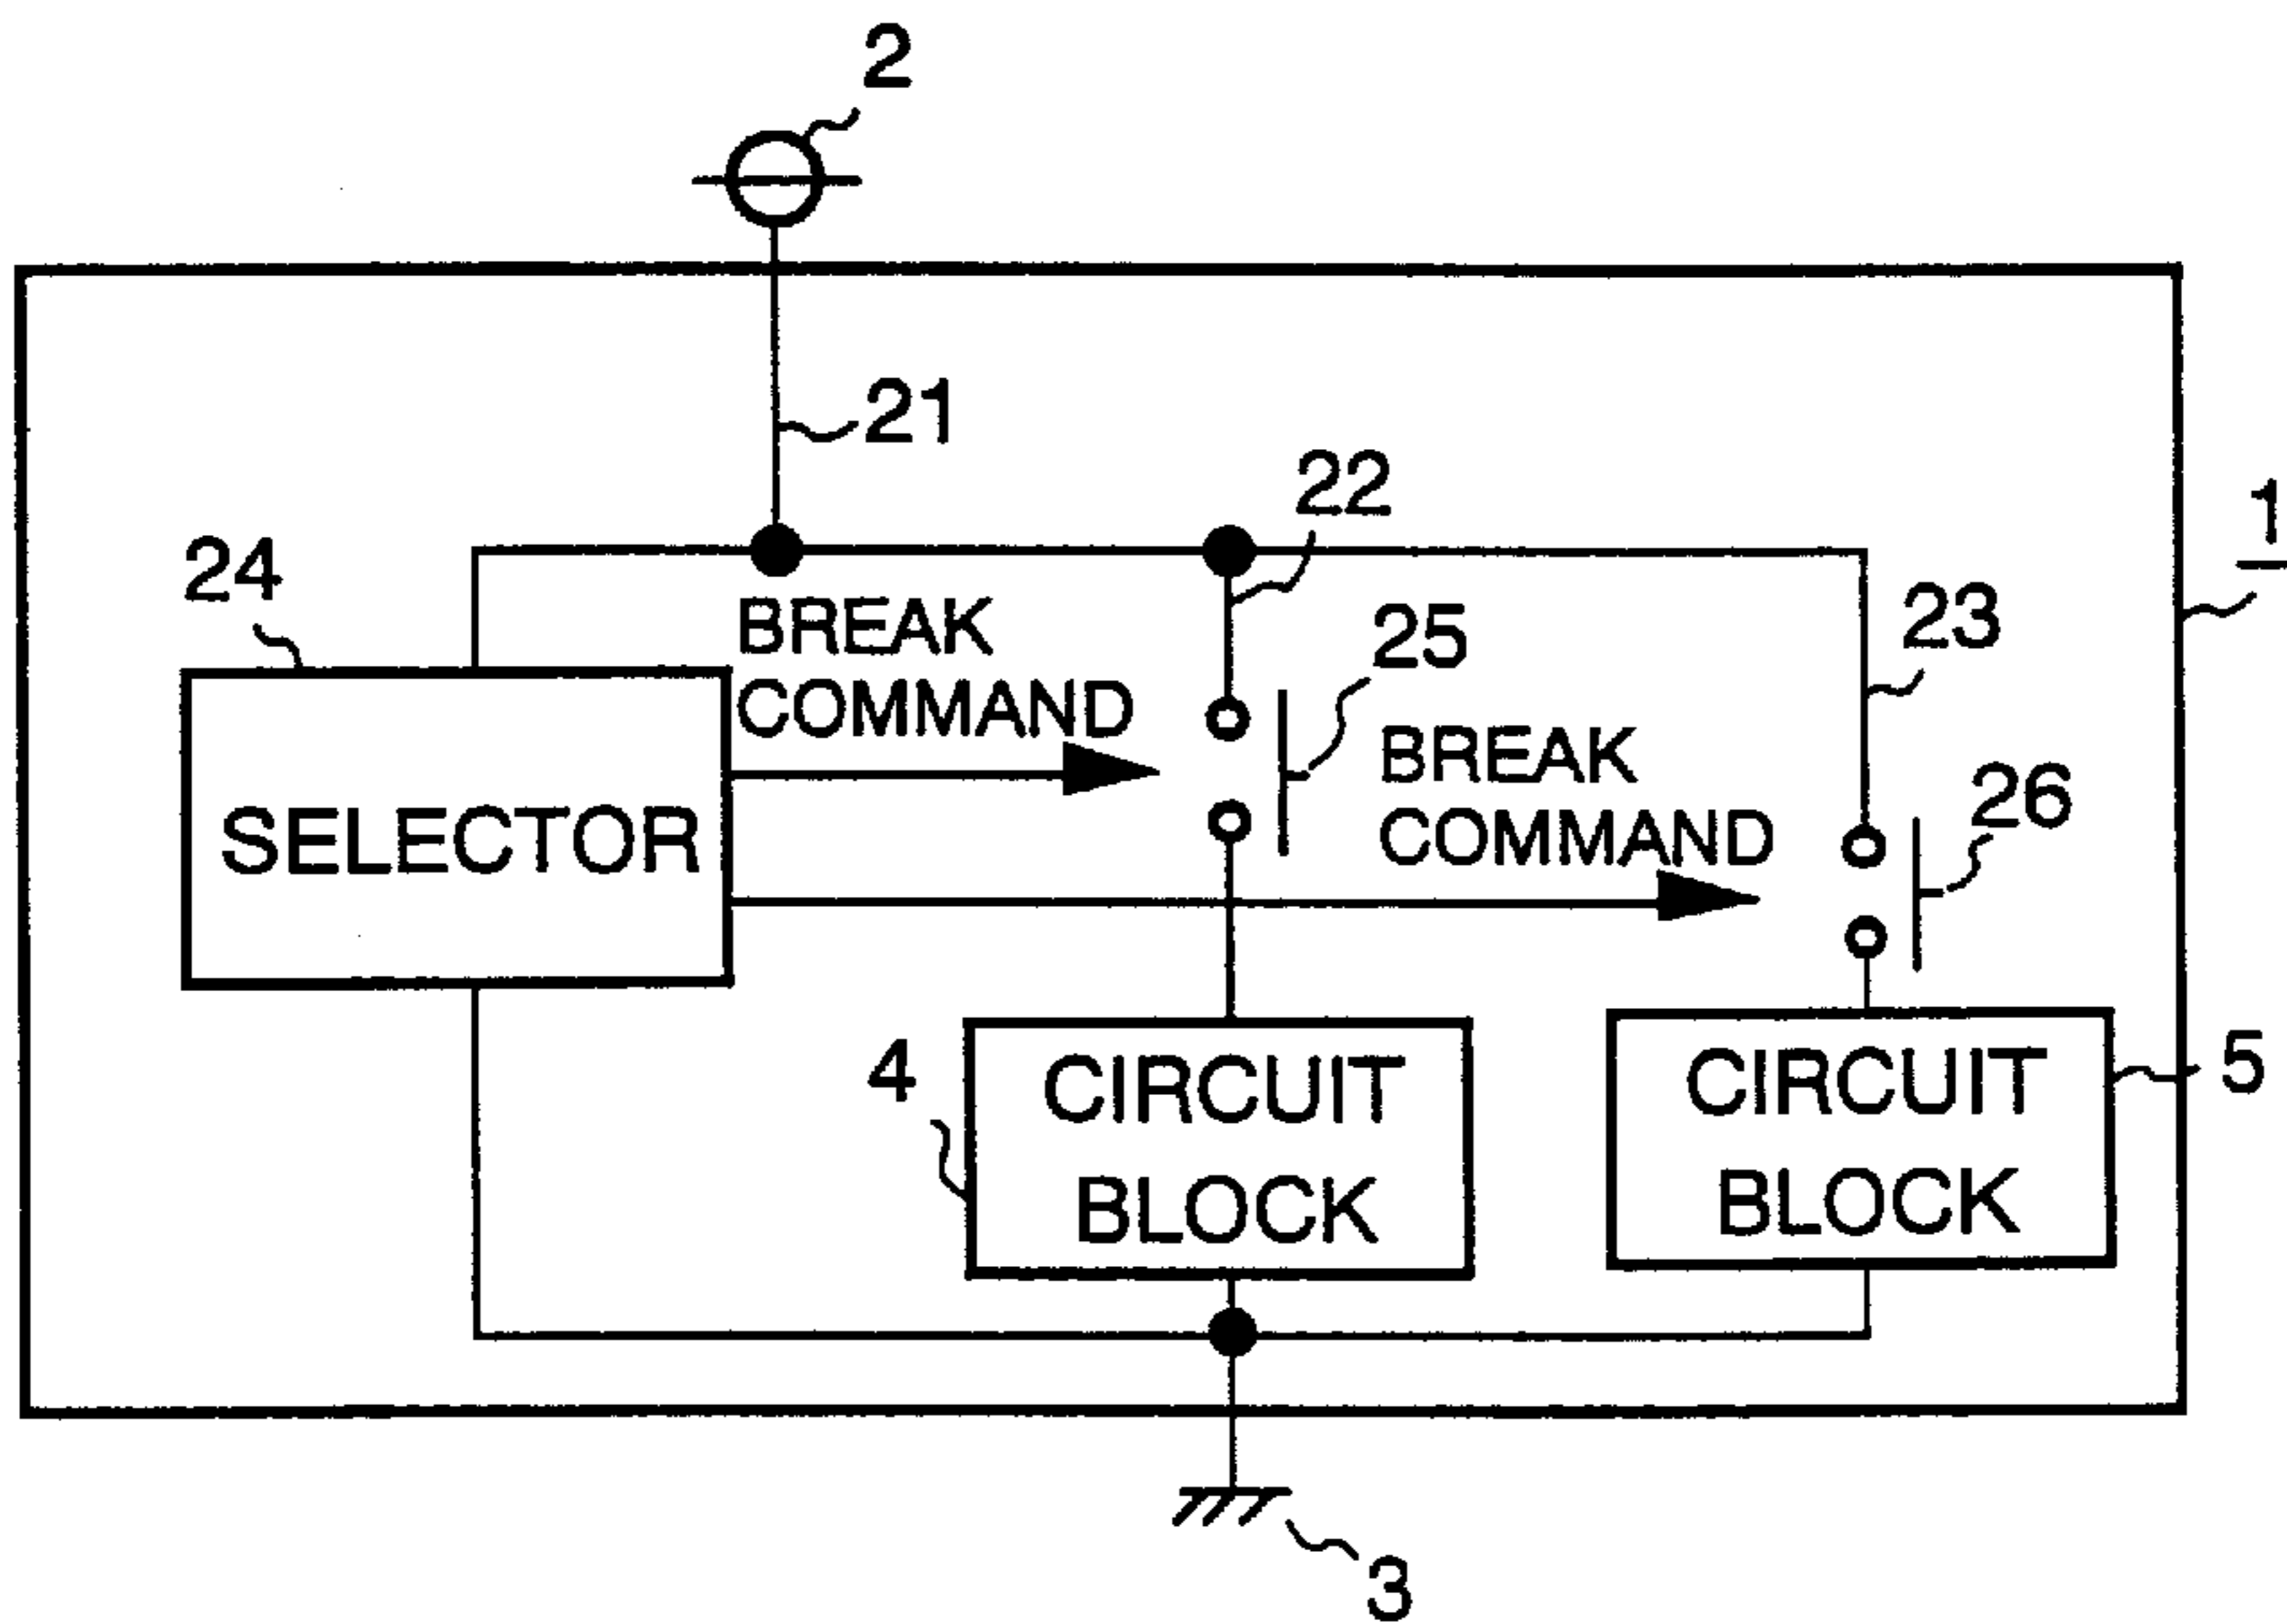 2
21
22
1
24
BREAK
COMMAND
25
23
BREAK
COMMAND
26
SELECTOR
4
CIRCUIT
BLOCK
CIRCUIT
BLOCK
5
3